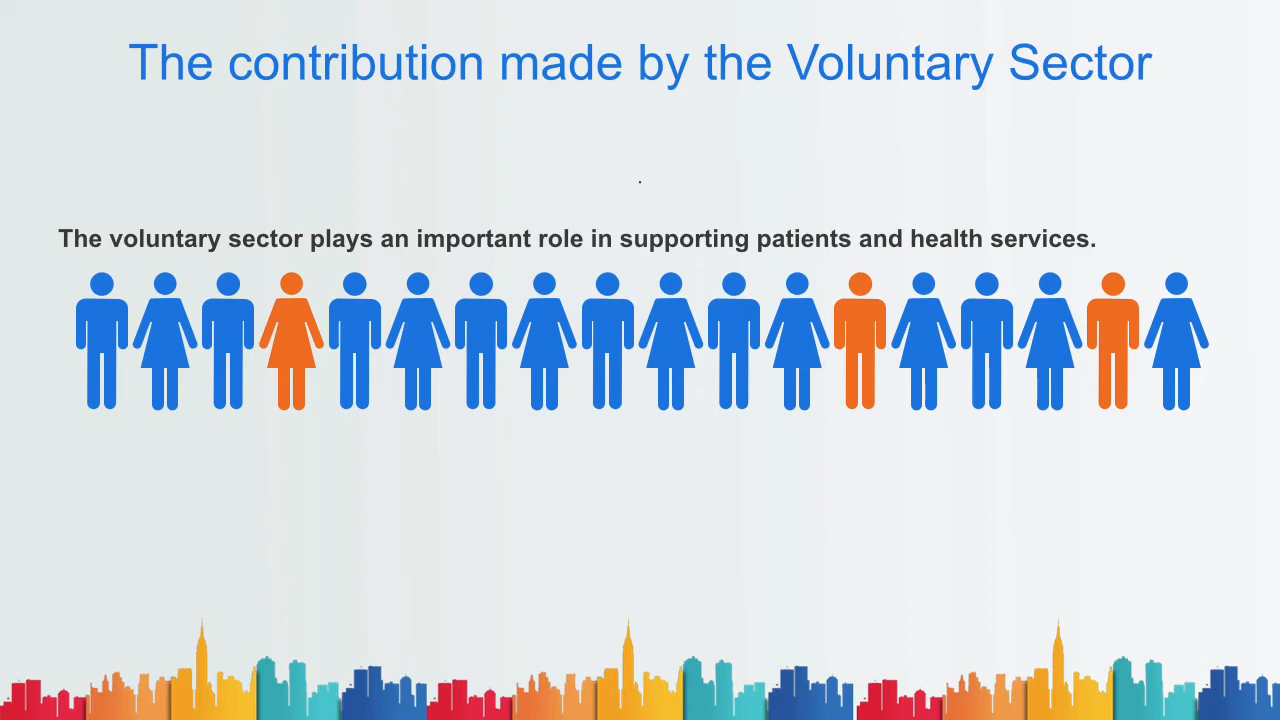 The contribution made by the Voluntary Sector
.
The voluntary sector plays an important role in supporting patients and health services.